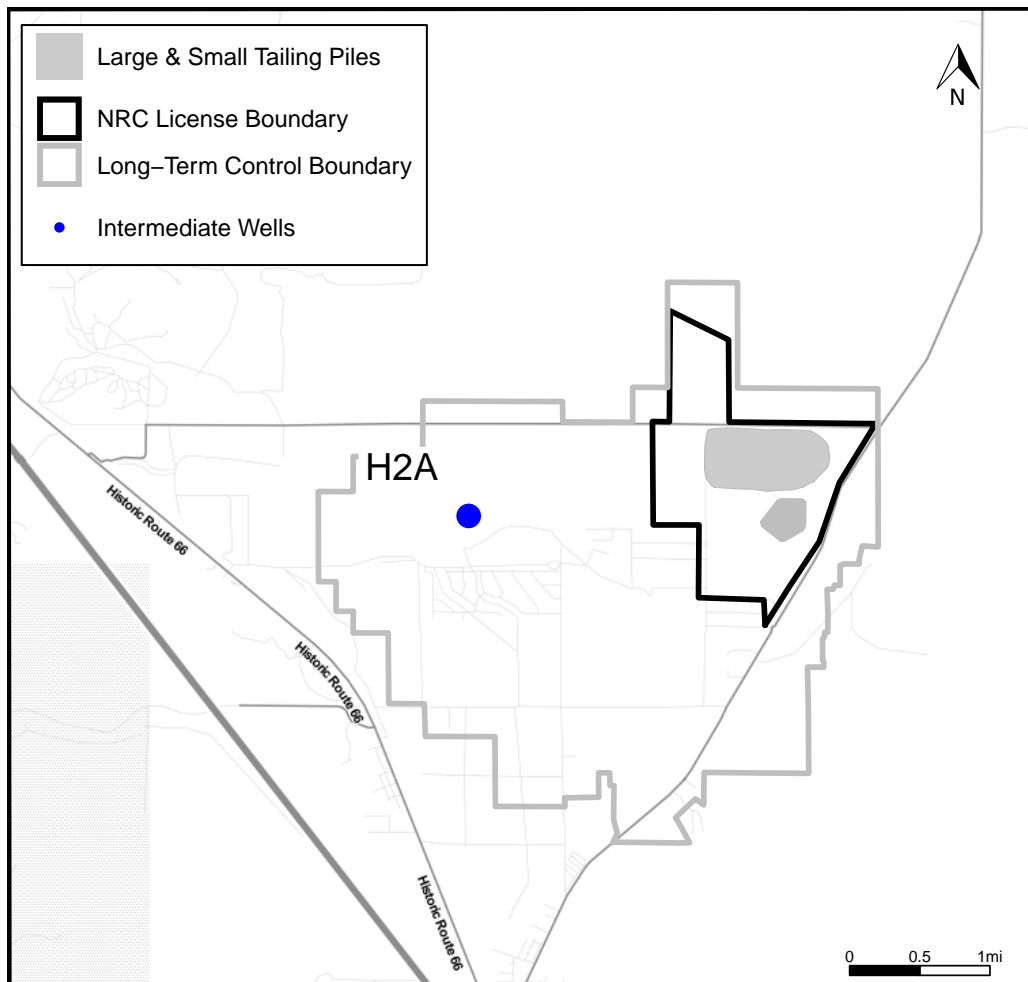 Large & Small Tailing Piles
NRC License Boundary
Long−Term Control Boundary
Intermediate Wells
N
H2A
Historic Route 66
Historic Route 66
Historic Route 66
0 0.5 1mi